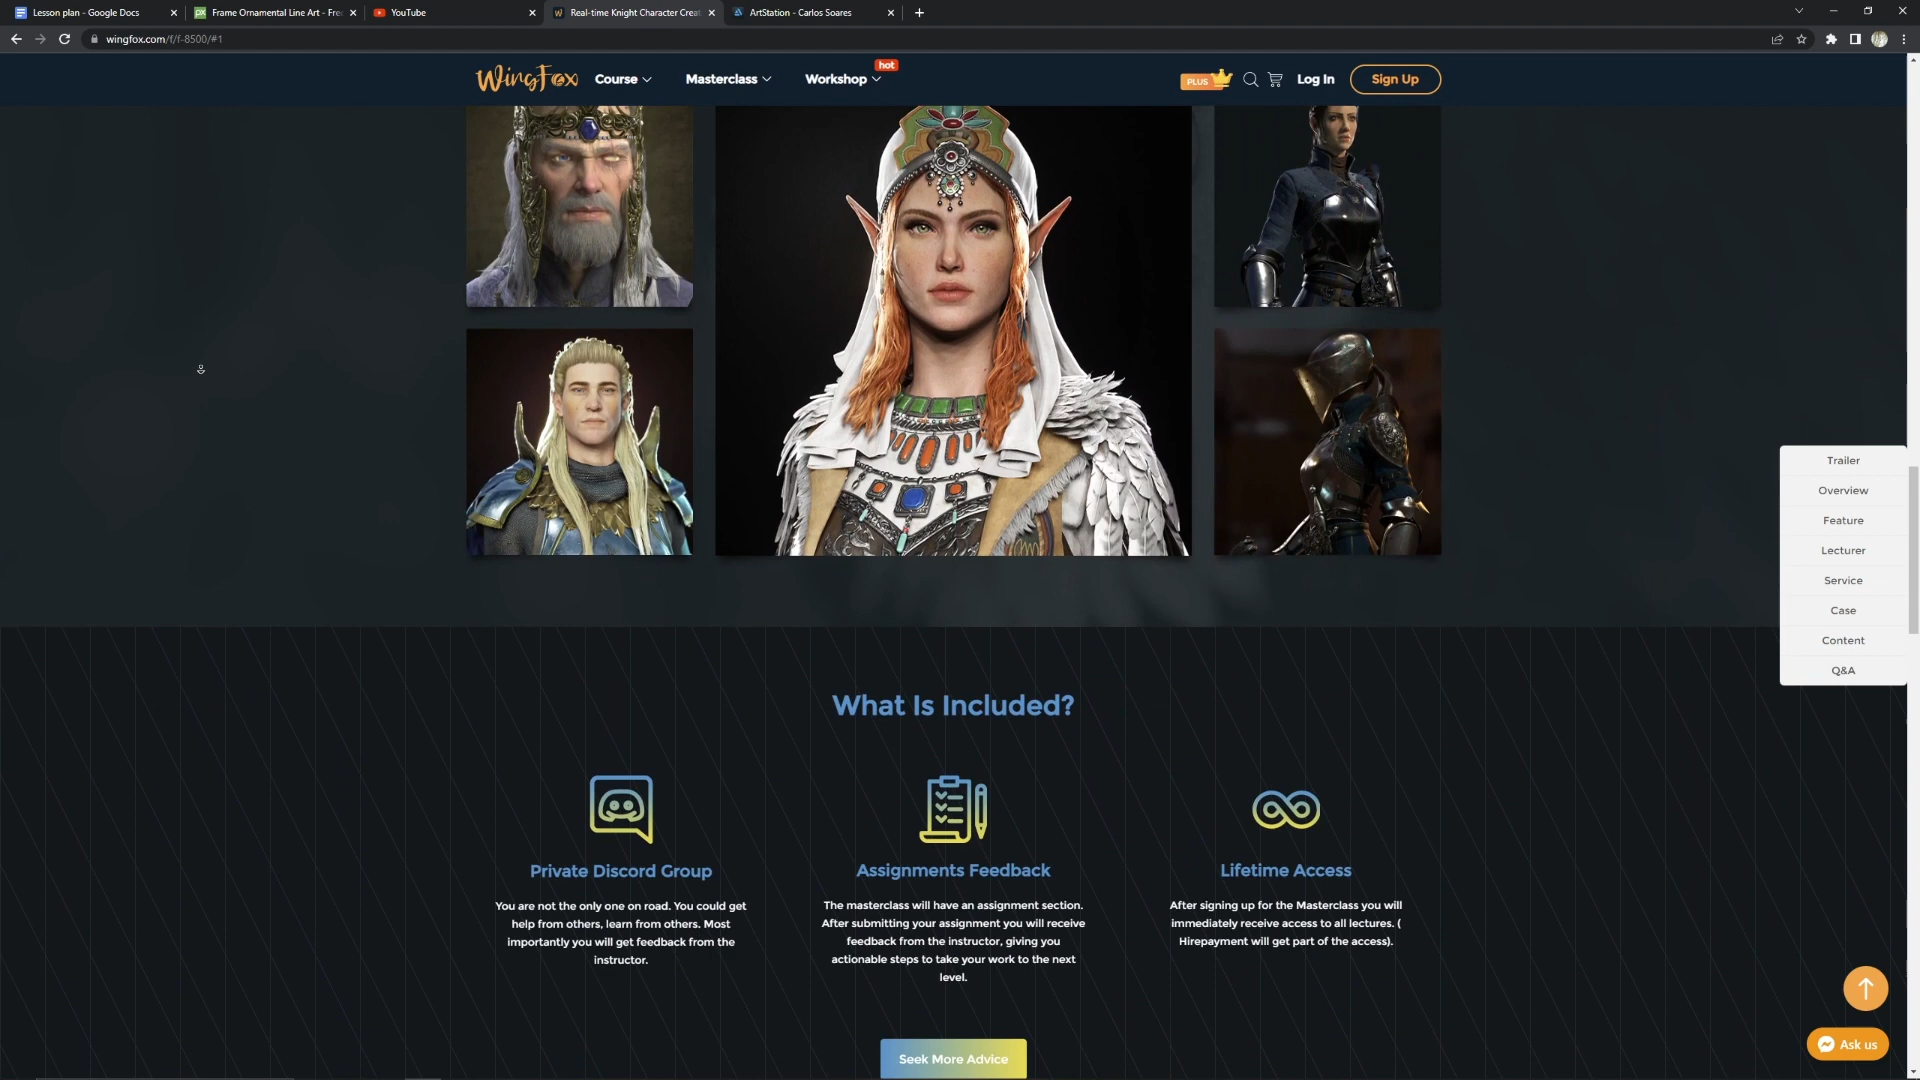 Lesson plan - Google Docs
Frame Ornamental Line Art - Fre
YouTube
Real-time Knight Character Creat
ArtStation - Carlos Soares
wingfox.com/f/f-8500/#1
WingFox
Course
Masterclass
Workshop
hot
PLUS
Log In
Sign Up
Trailer
Overview
Feature
Lecturer
Service
Case
Content
Q&A
What Is Included?
Private Discord Group
You are not the only one on road. You could get
help from others, learn from others. Most
importantly you will get feedback from the
instructor.
Assignments Feedback
The masterclass will have an assignment section.
After submitting your assignment you will receive
feedback from the instructor, giving you
actionable steps to take your work to the next
level.
Lifetime Access
After signing up for the Masterclass you will
immediately receive access to all lectures. (
Hirepayment will get part of the access).
Seek More Advice
Ask us